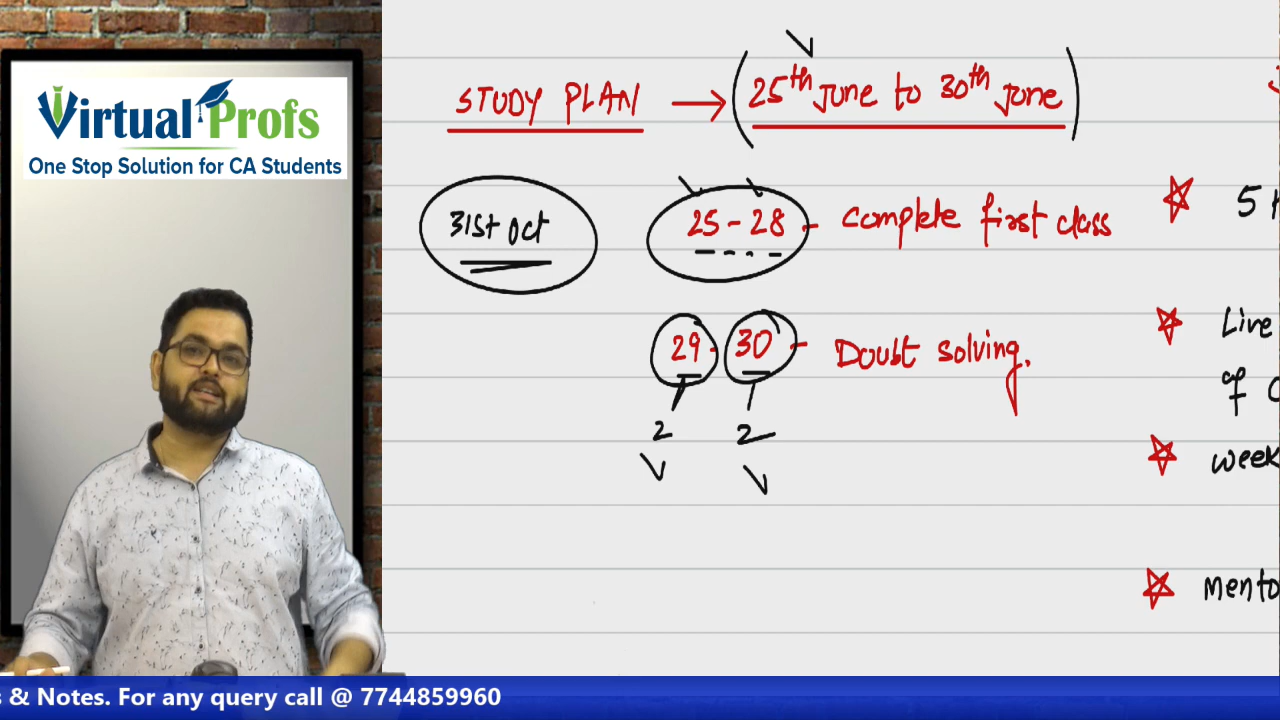 Virtual Profs
One Stop Solution for CA Students
STUDY PLAN → (25th June to 30th June)
31st Oct
25 - 28 - Complete first class
29 - 30 - Doubt solving.
2 2
5
Live
of
week
mento
s & Notes. For any query call @ 7744859960